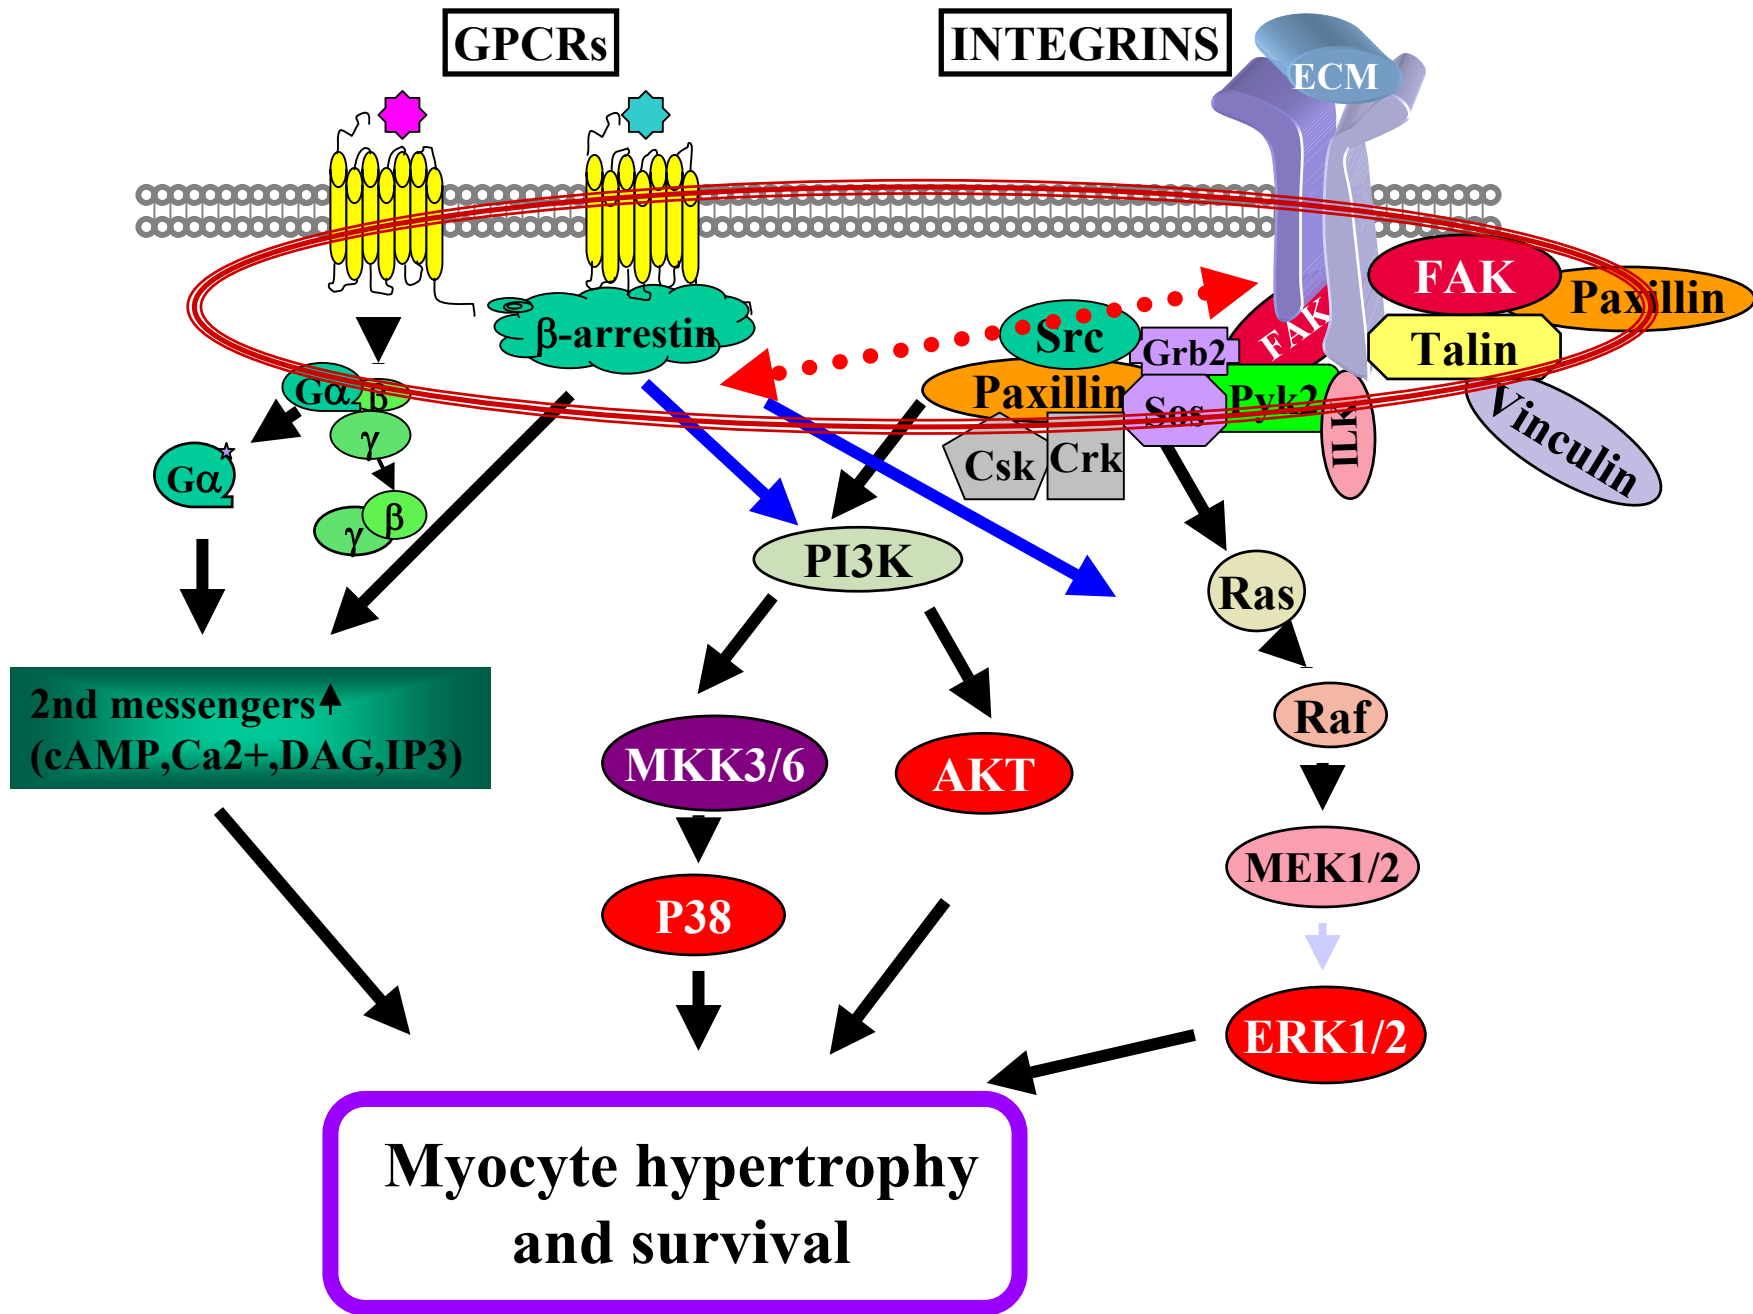 GPCRs
INTEGRINS
ECM
FAK
Paxillin
β-arrestin
Src
Grb2
FAK
Talin
Gα
2
β
Paxillin
Sos
Pyk2
γ
Csk
Crk
ILK
Vinculin
Gα
2
γ
β
PI3K
Ras
2nd messengers
(cAMP,Ca2+,DAG,IP3)
Raf
MKK3/6
AKT
MEK1/2
P38
ERK1/2
Myocyte hypertrophy
and survival